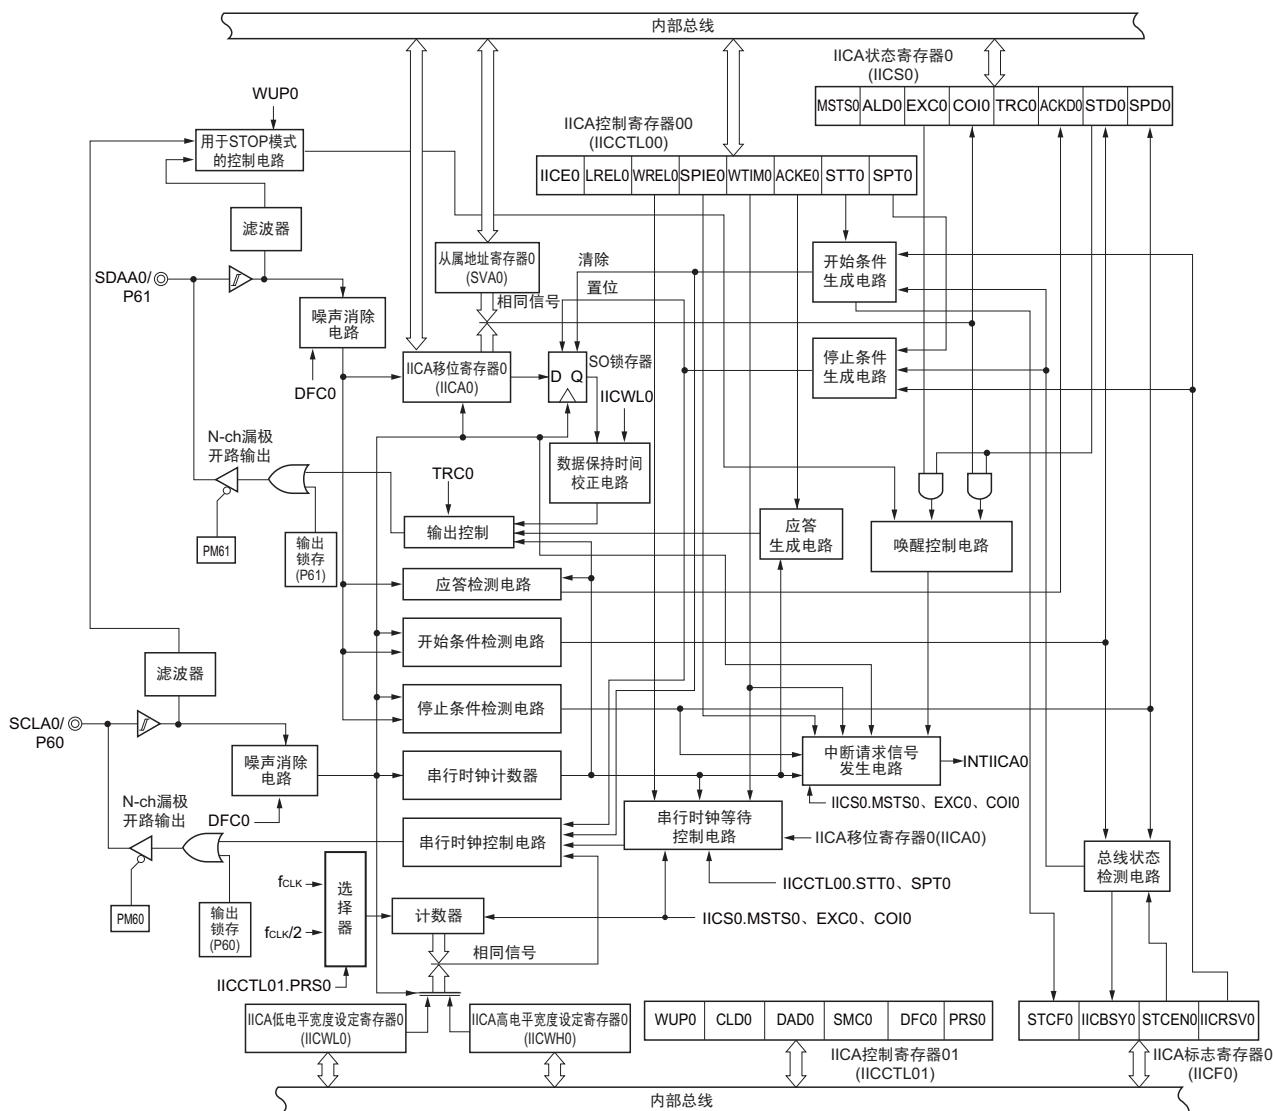 内部总线
IICA状态寄存器0
(IICS0)
MSTS0 ALD0 EXC0 COI0 TRC0 ACKD0 STD0 SPD0
WUP0
用于STOP模式
的控制电路
IICA控制寄存器00
(IICCTL00)
IICE0 LREL0 WREL0 SPIE0 WTIM0 ACKE0 STT0 SPT0
滤波器
从属地址寄存器0
(SVA0)
清除
开始条件
生成电路
SDAA0/
P61
置位
噪声消除
电路
相同信号
停止条件
生成电路
SO锁存器
IICA移位寄存器0
(IICA0)
D Q
DFC0
IICWL0
N-ch漏极
开路输出
数据保持时间
校正电路
TRC0
应答
生成电路
PM61
输出
锁存
(P61)
输出控制
唤醒控制电路
应答检测电路
开始条件检测电路
滤波器
停止条件检测电路
SCLA0/
P60
噪声消除
电路
串行时钟计数器
中断请求信号
发生电路
INTIICA0
N-ch漏极
开路输出
DFC0
IICS0.MSTS0、EXC0、COI0
串行时钟控制电路
串行时钟等待
控制电路
IICA移位寄存器0(IICA0)
总线状态
检测电路
fCLK
选择器
IICCTL00.STT0、SPT0
PM60
输出
锁存
(P60)
计数器
IICS0.MSTS0、EXC0、COI0
fCLK/2
相同信号
IICCTL01.PRS0
IICA低电平宽度设定寄存器0
(IICWL0)
IICA高电平宽度设定寄存器0
(IICWH0)
WUP0 CLD0 DAD0 SMC0 DFC0 PRS0
STCF0 IICBSY0 STCEN0 IICRSV0
IICA控制寄存器01
(IICCTL01)
IICA标志寄存器0
(IICF0)
内部总线